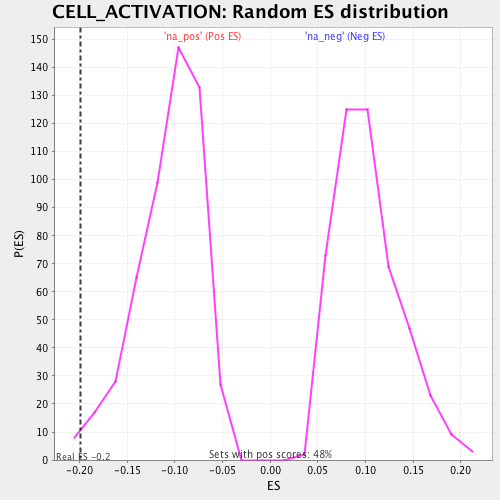 CELL_ACTIVATION: Random ES distribution
'na_pos' (Pos ES)
'na_neg' (Neg ES)
P(ES)
150
140
130
120
110
100
90
80
70
60
50
40
30
20
10
0
Real ES -0.2
Sets with pos scores: 48%
-0.20 -0.15 -0.10 -0.05 0.00 0.05 0.10 0.15 0.20
ES